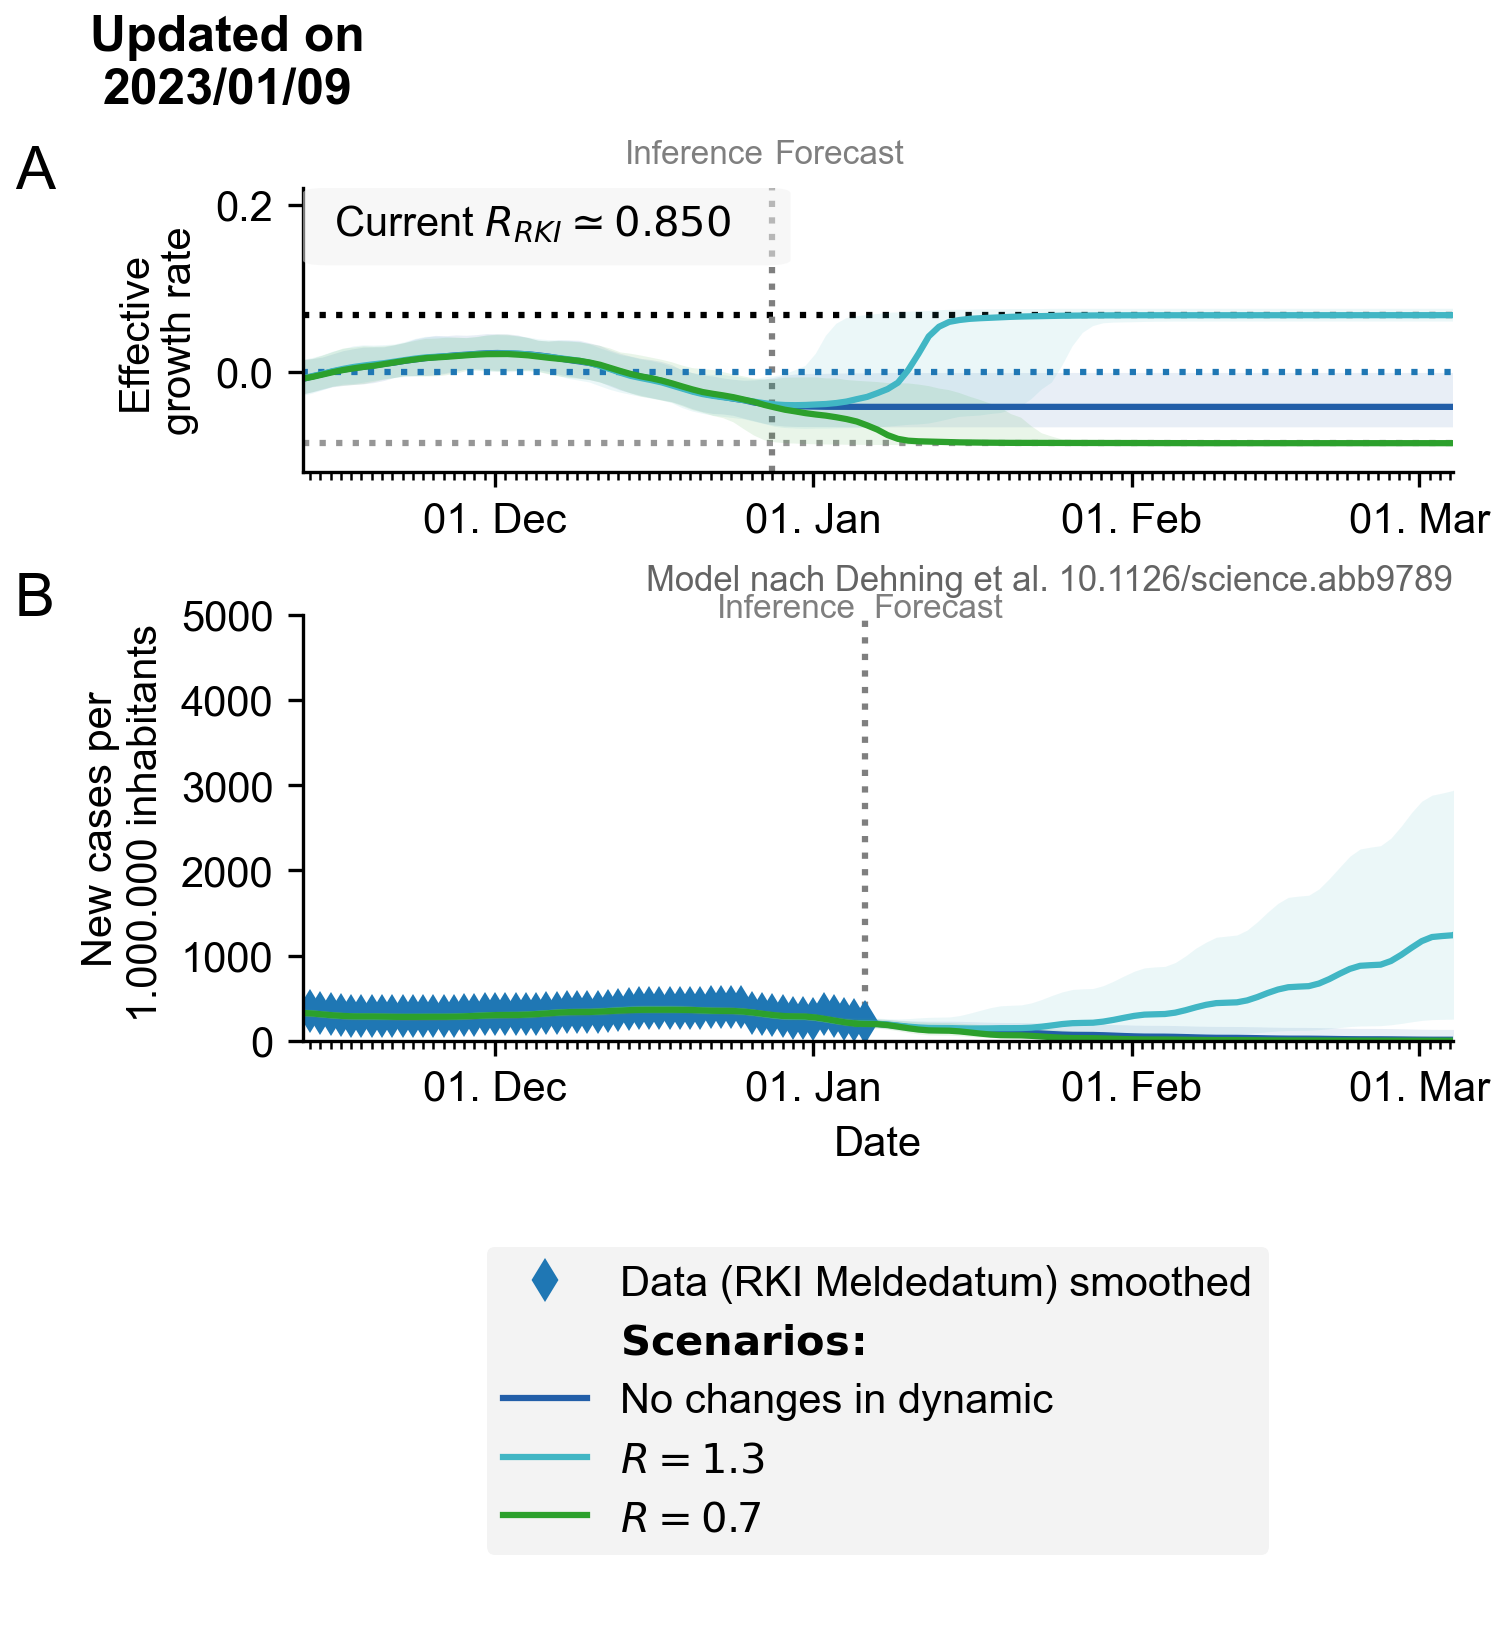 Updated on
2023/01/09
A
Inference Forecast
Current R_RKI ≃ 0.850
0.2
0.0
Effective
growth rate
01. Dec 01. Jan 01. Feb 01. Mar
B
Model nach Dehning et al. 10.1126/science.abb9789
Inference Forecast
5000
4000
3000
2000
1000
0
New cases per
1.000.000 inhabitants
01. Dec 01. Jan 01. Feb 01. Mar
Date
Data (RKI Meldedatum) smoothed
Scenarios:
No changes in dynamic
R = 1.3
R = 0.7